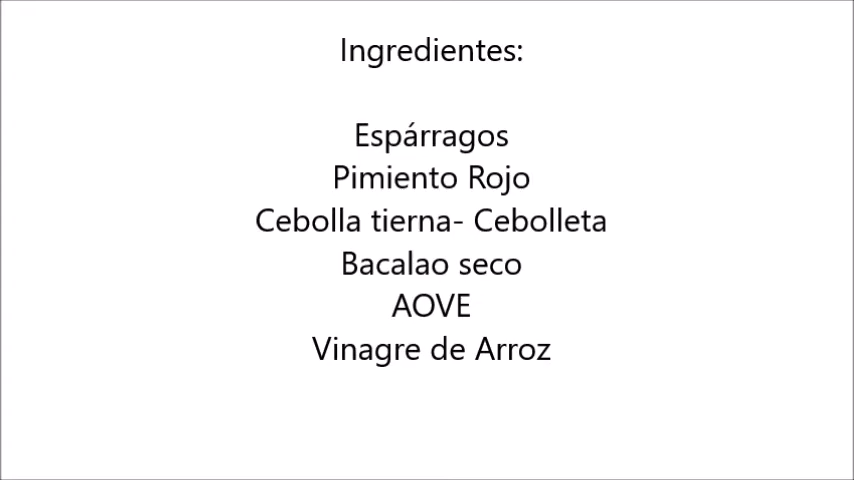 Ingredientes:
Espárragos
Pimiento Rojo
Cebolla tierna- Cebolleta
Bacalao seco
AOVE
Vinagre de Arroz